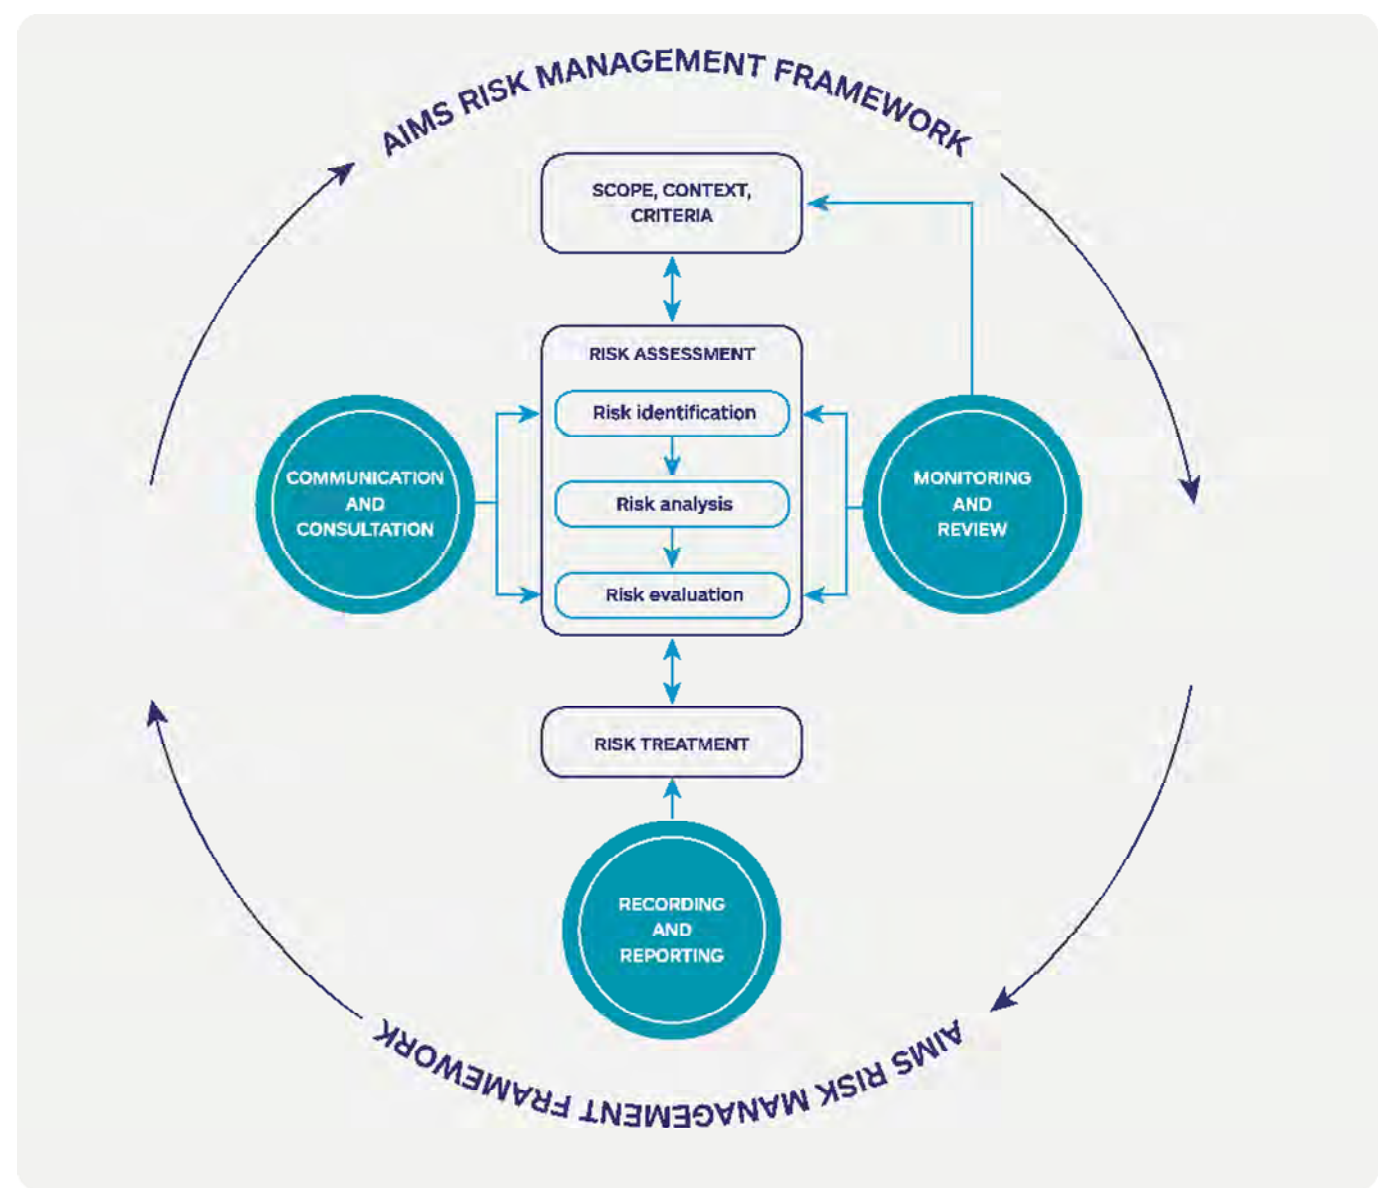 AIMS RISK MANAGEMENT FRAMEWORK
SCOPE, CONTEXT,
CRITERIA
RISK ASSESSMENT
Risk identification
Risk analysis
Risk evaluation
COMMUNICATION
AND
CONSULTATION
MONITORING
AND
REVIEW
RISK TREATMENT
RECORDING
AND
REPORTING
AIMS RISK MANAGEMENT FRAMEWORK